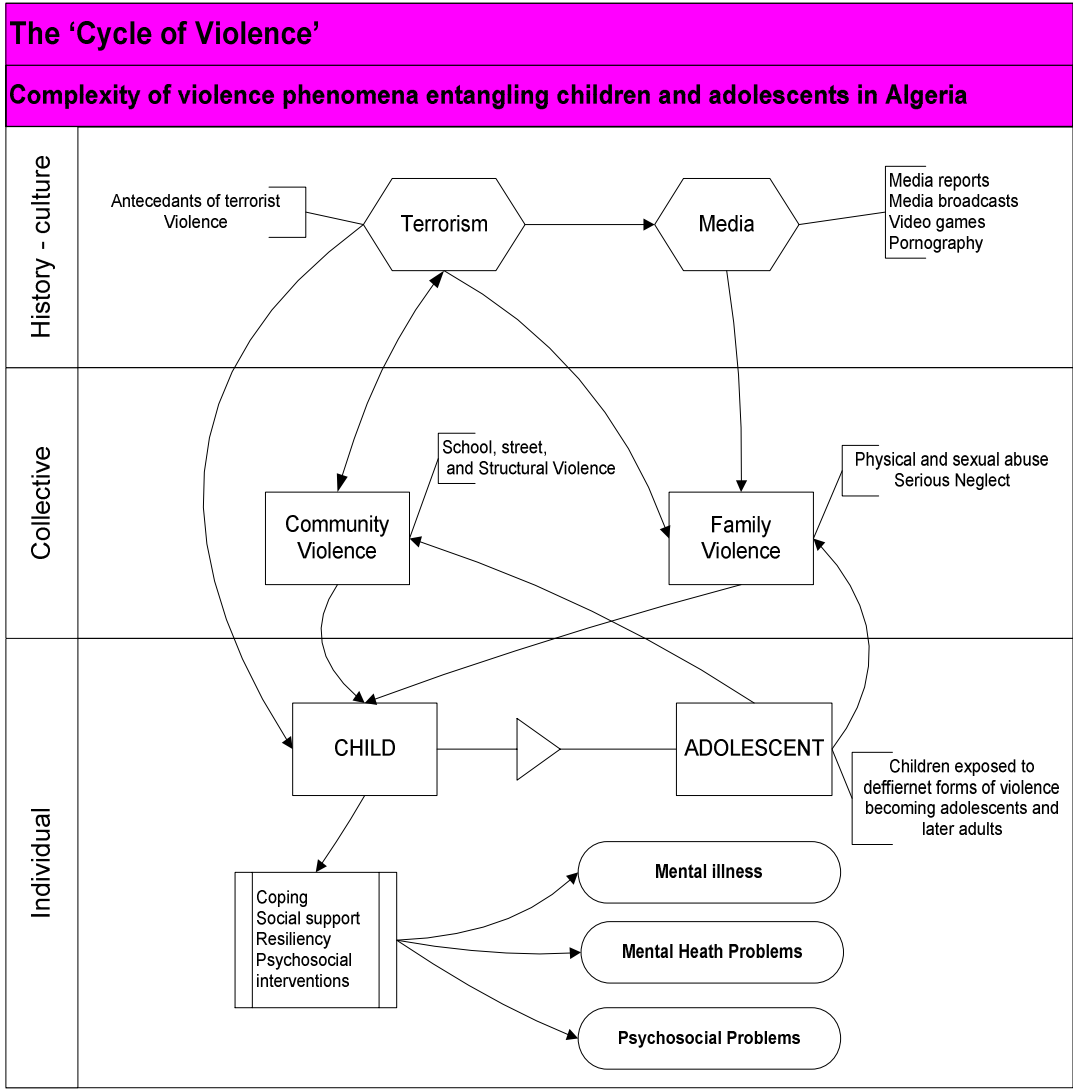 The ‘Cycle of Violence’
Complexity of violence phenomena entangling children and adolescents in Algeria
History - culture
Antecedants of terrorist
Violence
Terrorism
Media
Media reports
Media broadcasts
Video games
Pornography
Collective
School, street,
and Structural Violence
Physical and sexual abuse
Serious Neglect
Community
Violence
Family
Violence
Individual
CHILD
ADOLESCENT
Children exposed to
deffiernet forms of violence
becoming adolescents and
later adults
Coping
Social support
Resiliency
Psychosocial
interventions
Mental illness
Mental Heath Problems
Psychosocial Problems